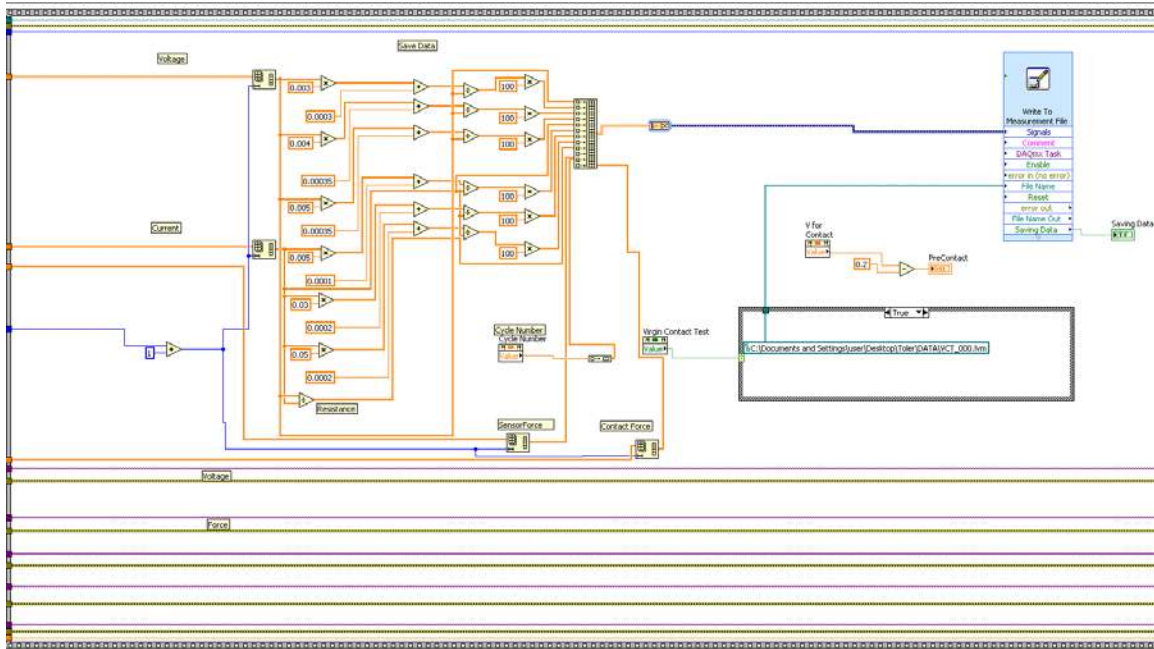 Save Data
Voltage
0.003
100
0.0003
100
0.004
100
0.00035
0.005
100
0.00035
100
Current
0.005
100
0.0001
0.03
0.0002
0.05
0.0002
Resistance
1
Cycle Number
Cycle Number
Value
SensorForce
Contact Force
Virgin Contact Test
Value
True
C:\Documents and Settings\user\Desktop\Toler\DATA\VCT_000.lvm
V for
Contact
Value
0.2
PreContact
Write To
Measurement File
Signals
Comment
DAQmx Task
Enable
error in (no error)
File Name
Reset
error out
File Name Out
Saving Data
Saving Data
TF
Voltage
Force